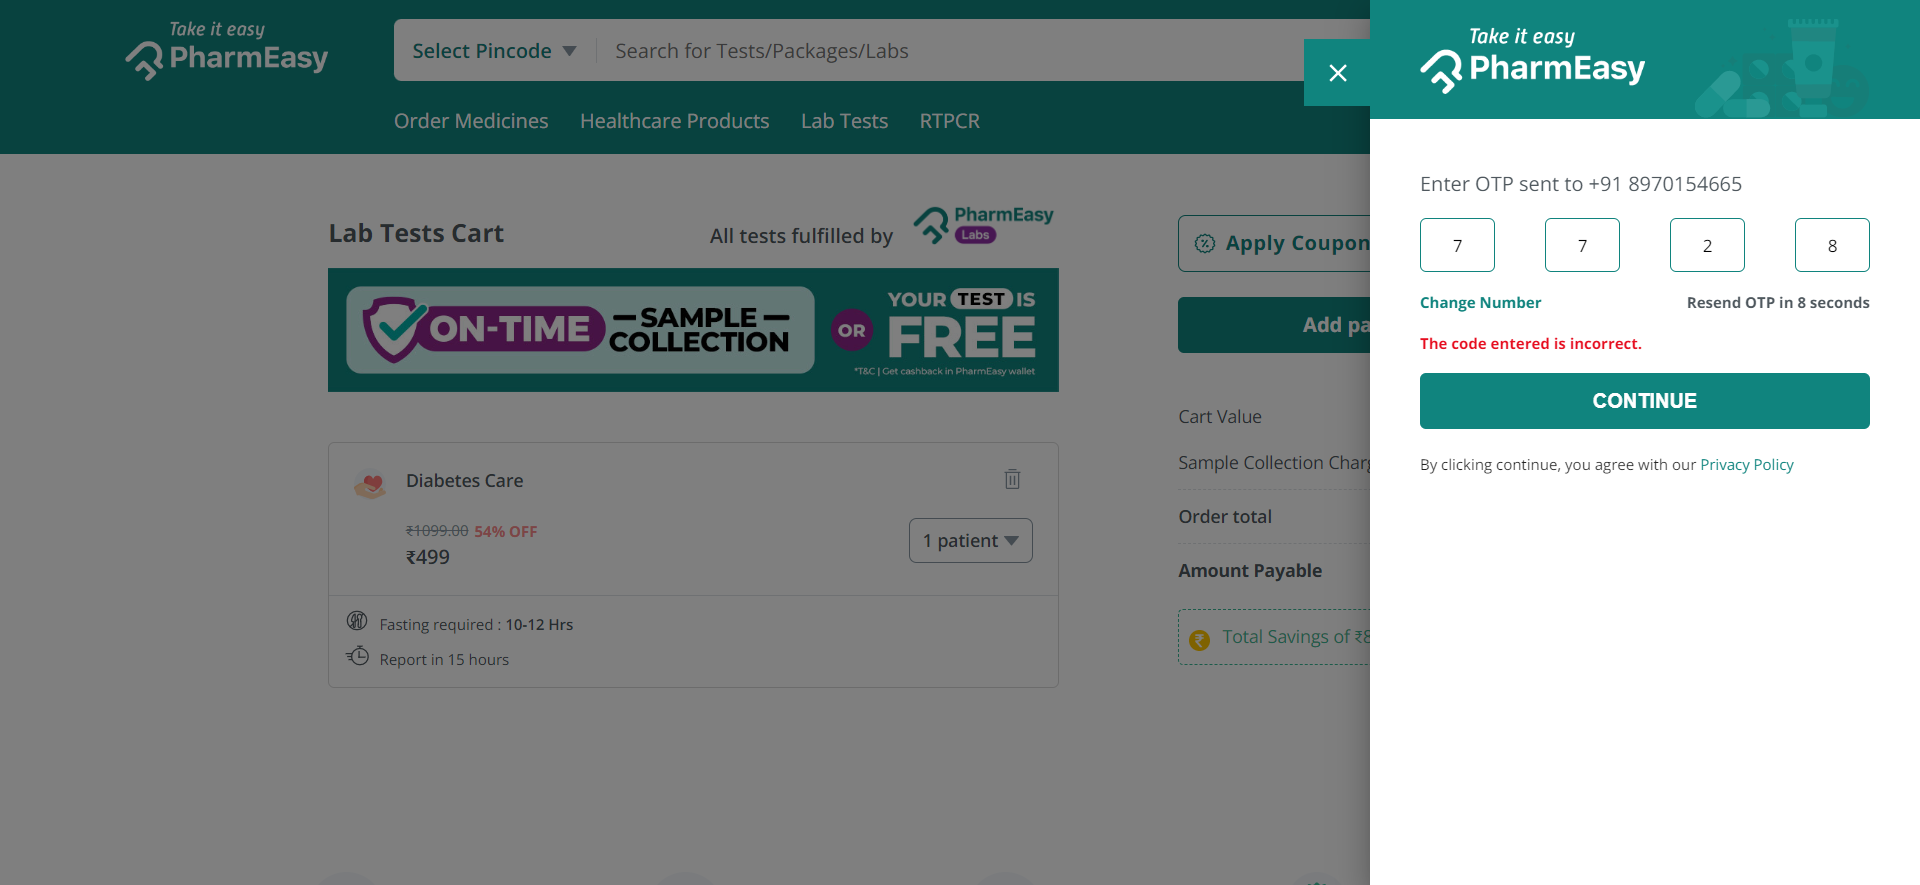 Take it easy
PharmEasy
Select Pincode
Search for Tests/Packages/Labs
Order Medicines
Healthcare Products
Lab Tests
RTPCR
Lab Tests Cart
All tests fulfilled by
PharmEasy
Labs
ON-TIME
SAMPLE
COLLECTION
OR
YOUR TEST IS
FREE
*T&C | Get cashback in PharmEasy wallet
Diabetes Care
₹1099.00 54% OFF
₹499
1 patient
Fasting required : 10-12 Hrs
Report in 15 hours
Apply Coupon
Add pa
Cart Value
Sample Collection Charg
Order total
Amount Payable
Total Savings of ₹8
Take it easy
PharmEasy
Enter OTP sent to +91 8970154665
7 7 2 8
Change Number
Resend OTP in 8 seconds
The code entered is incorrect.
CONTINUE
By clicking continue, you agree with our Privacy Policy